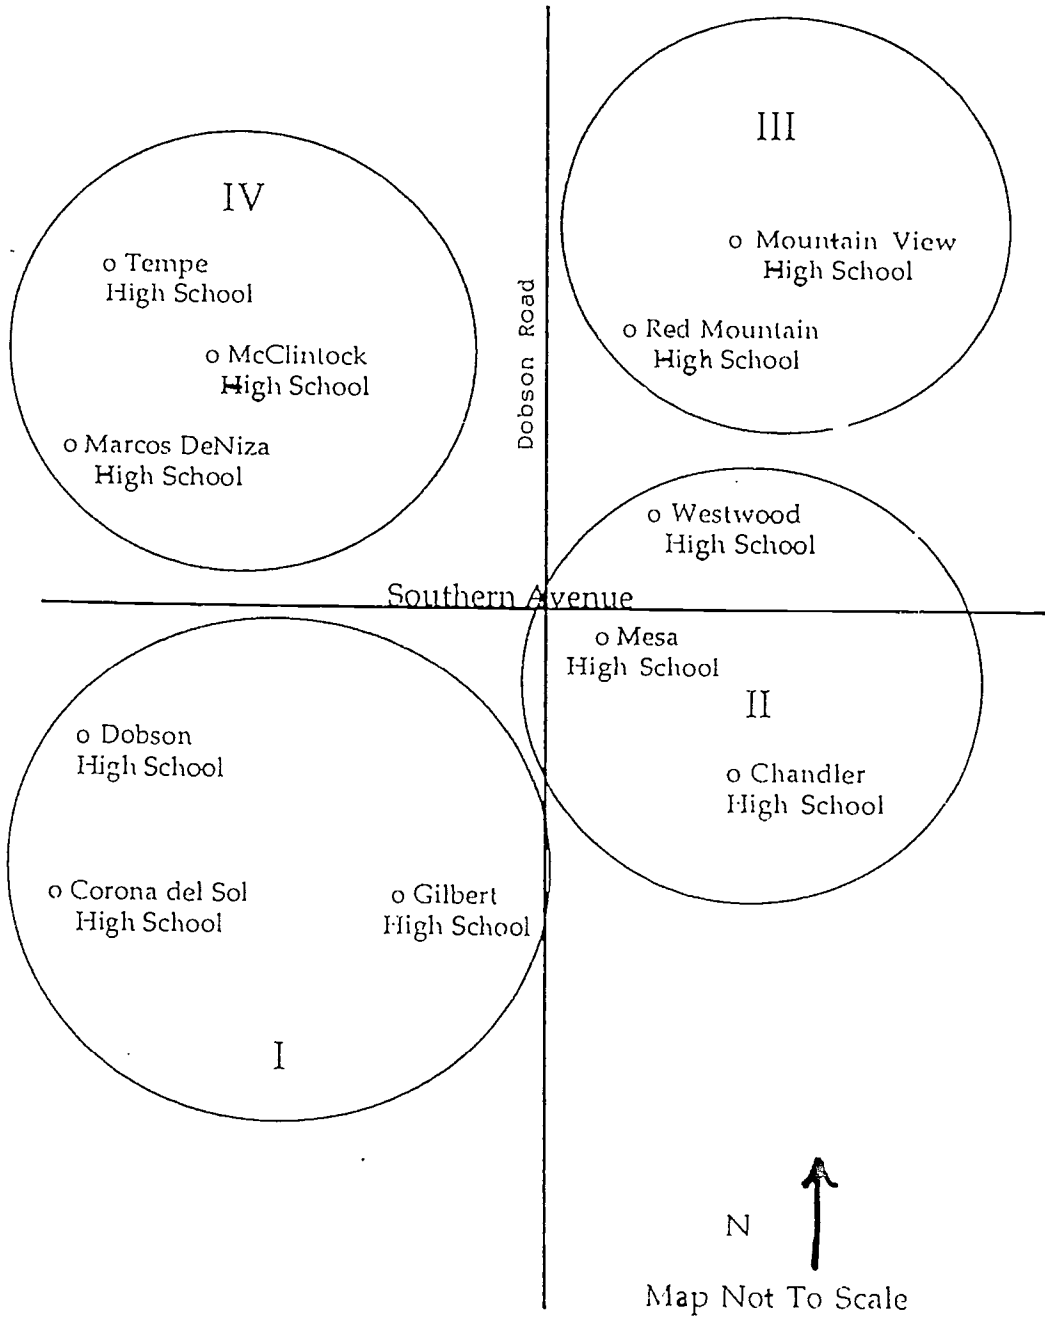 III
IV
o Mountain View
High School
o Tempe
High School
Dobson Road
o Red Mountain
High School
o McClintock
High School
o Marcos DeNiza
High School
o Westwood
High School
Southern Avenue
o Mesa
High School
II
o Dobson
High School
o Chandler
High School
o Corona del Sol
High School
o Gilbert
High School
I
N
Map Not To Scale